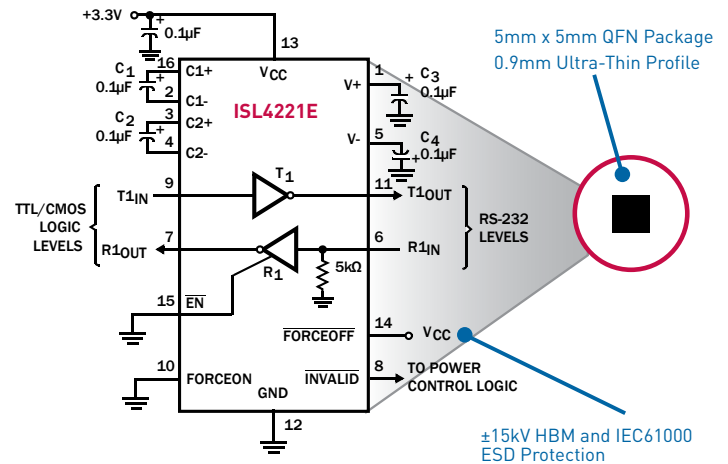 +3.3V
+
0.1µF
13
VCC
16
C1
+
0.1µF
C1+
2
C1-
3
C2
+
0.1µF
C2+
4
C2-
ISL4221E
1
V+
+ C3
0.1µF
5
V-
C4
+ 0.1µF
9
T1IN
T1
11
T1OUT
TTL/CMOS
LOGIC
LEVELS
RS-232
LEVELS
7
R1OUT
R1
5kΩ
6
R1IN
15
EN
FORCEOFF
14
VCC
10
FORCEON
INVALID
8
TO POWER
CONTROL LOGIC
GND
12
5mm x 5mm QFN Package
0.9mm Ultra-Thin Profile
±15kV HBM and IEC61000
ESD Protection